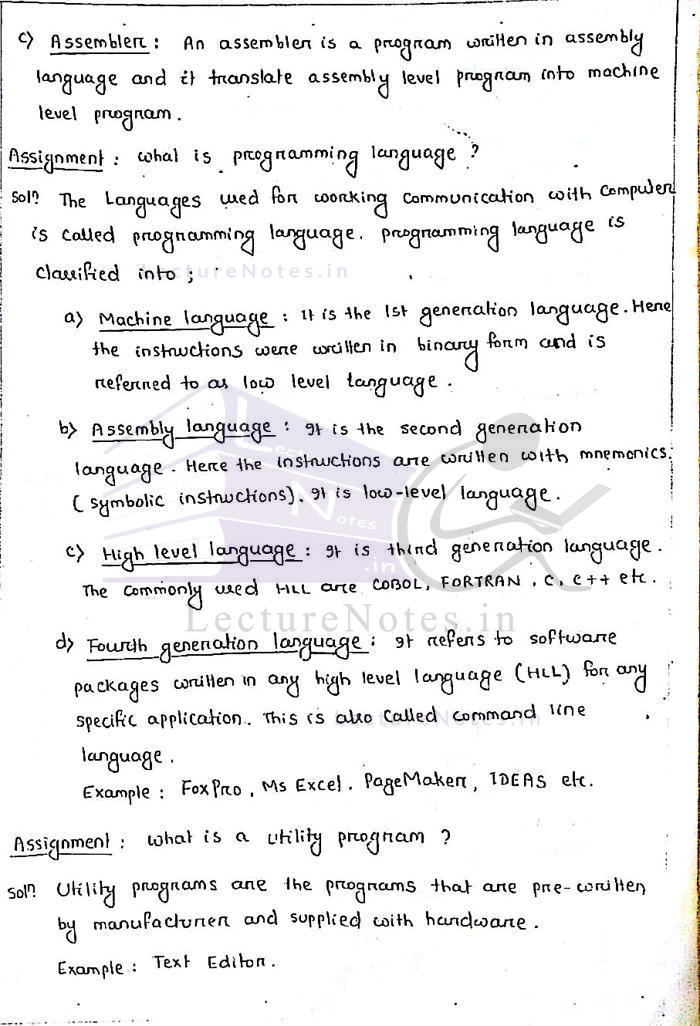 c) Assembler : An assembler is a program written in assembly
language and it translate assembly level program into machine
level program.
Assignment : what is programming language ?
Solⁿ The Languages used for working communication with computer
is called programming language. programming language is
classified into ;
LectureNotes.in
a) Machine language : It is the 1st generation language. Here
the instructions were written in binary form and is
referred to as low level language.
b) Assembly language : It is the second generation
language. Here the instructions are written with mnemonics.
(symbolic instructions). It is low-level language.
c) High level language : It is third generation language.
The commonly used HLL are COBOL, FORTRAN, C, C++ etc.
LectureNotes.in
d) Fourth generation language : It refers to software
packages written in any high level language (HLL) for any
specific application. This is also called command line
language.
Example : FoxPro, Ms Excel, PageMaker, IDEAS etc.
Assignment : what is a utility program ?
Solⁿ Utility programs are the programs that are pre-written
by manufacturer and supplied with hardware.
Example : Text Editor.